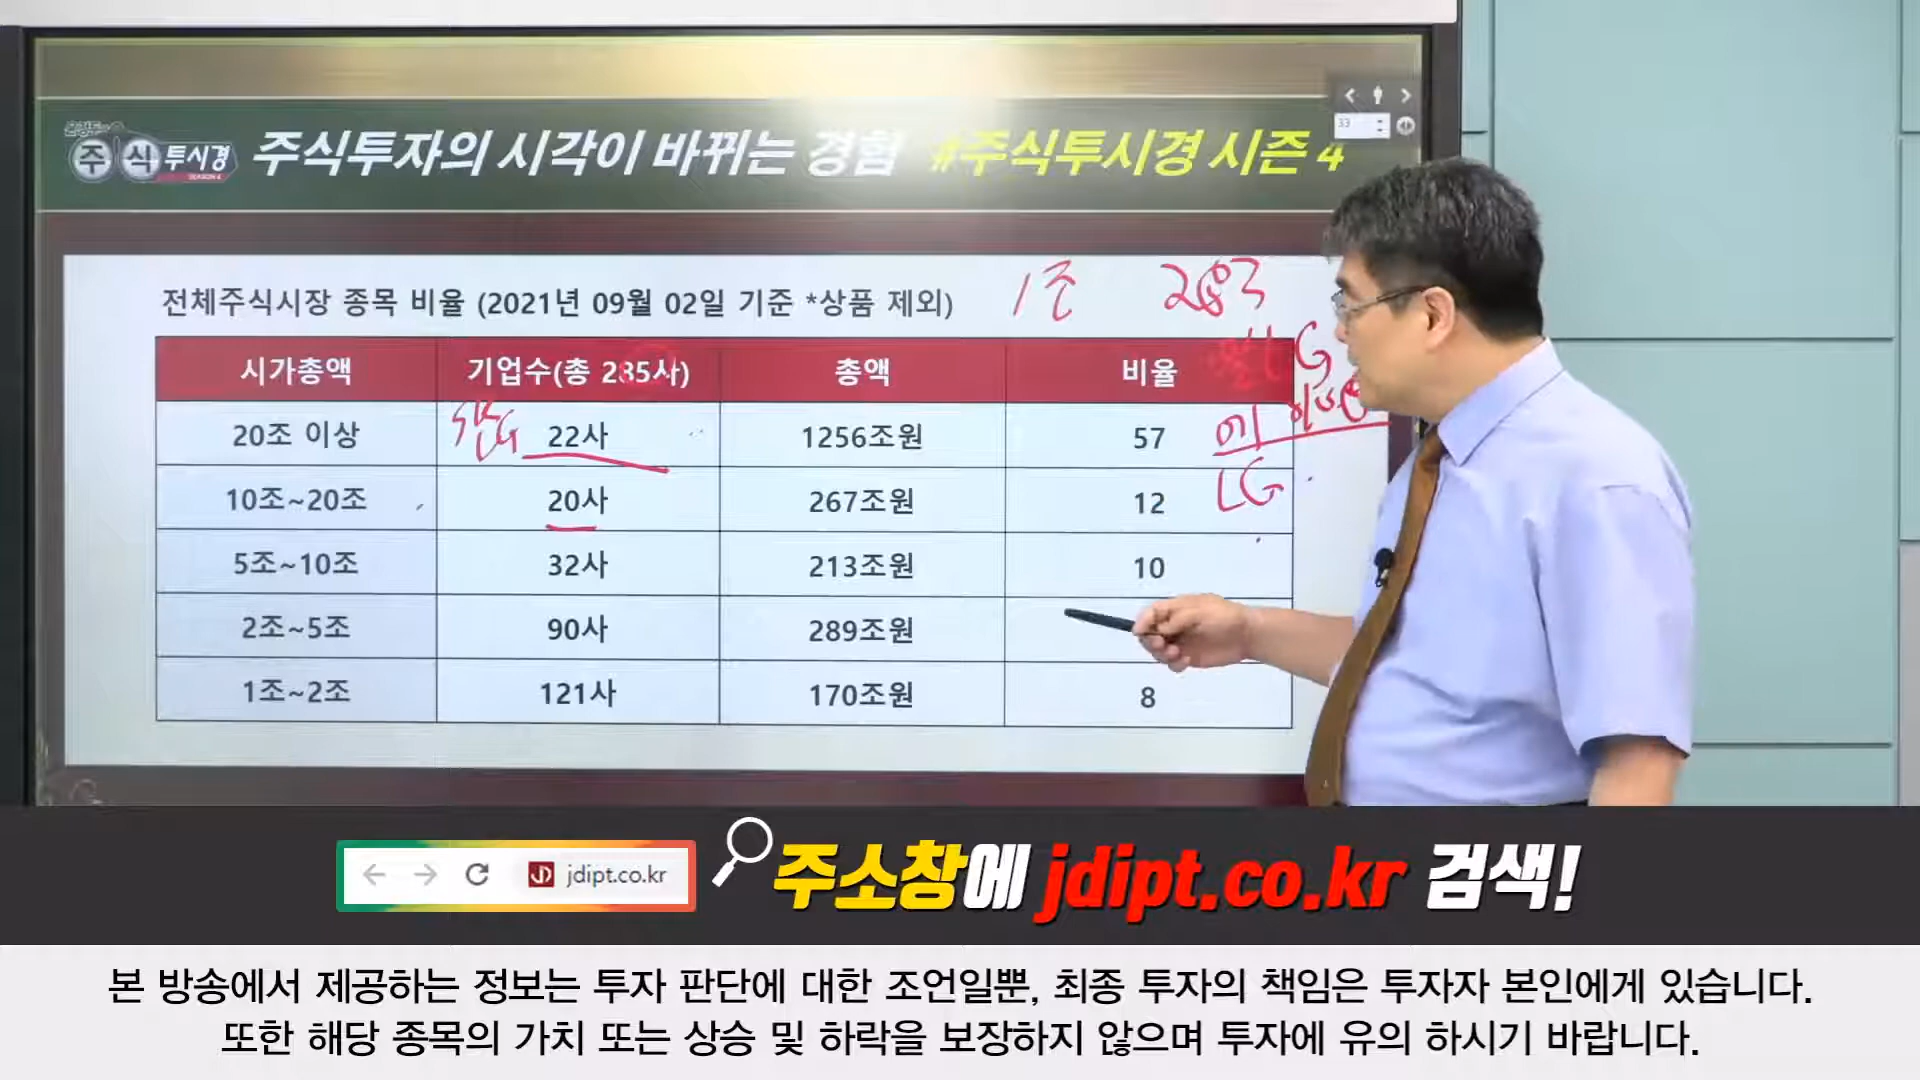 주식투시경 주식투자의 시각이 바뀌는 경험 #주식투시경 시즌 4
SEASON 4
33
전체주식시장 종목 비율 (2021년 09월 02일 기준 *상품 제외)
1조
시가총액 기업수(총 285사) 총액 비율
LG
20조 이상 22사 1256조원 57
SK
LG
10조~20조 20사 267조원 12
LG
5조~10조 32사 213조원 10
2조~5조 90사 289조원
1조~2조 121사 170조원 8
jdipt.co.kr
주소창에 jdipt.co.kr 검색!
본 방송에서 제공하는 정보는 투자 판단에 대한 조언일뿐, 최종 투자의 책임은 투자자 본인에게 있습니다.
또한 해당 종목의 가치 또는 상승 및 하락을 보장하지 않으며 투자에 유의 하시기 바랍니다.